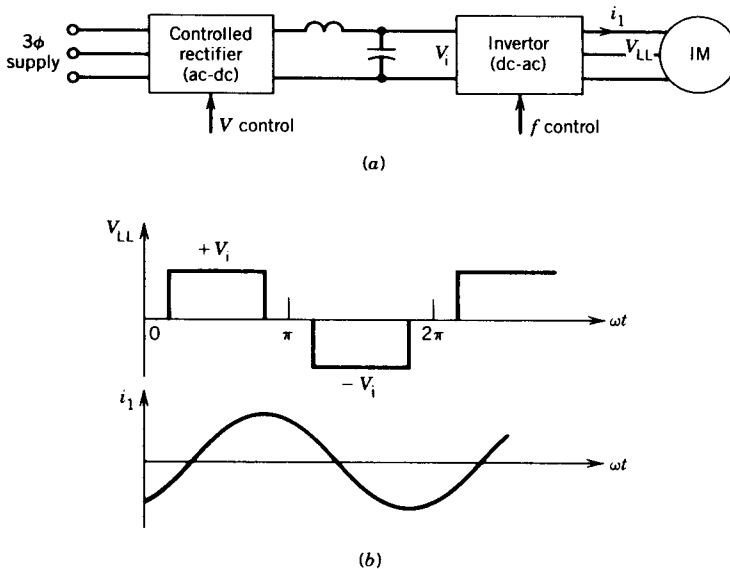 3ϕ
supply
Controlled
rectifier
(ac-dc)
V control
V_i
Invertor
(dc-ac)
f control
i_1
V_LL
IM
(a)
V_LL
+ V_i
0
π
2π
ωt
− V_i
i_1
ωt
(b)